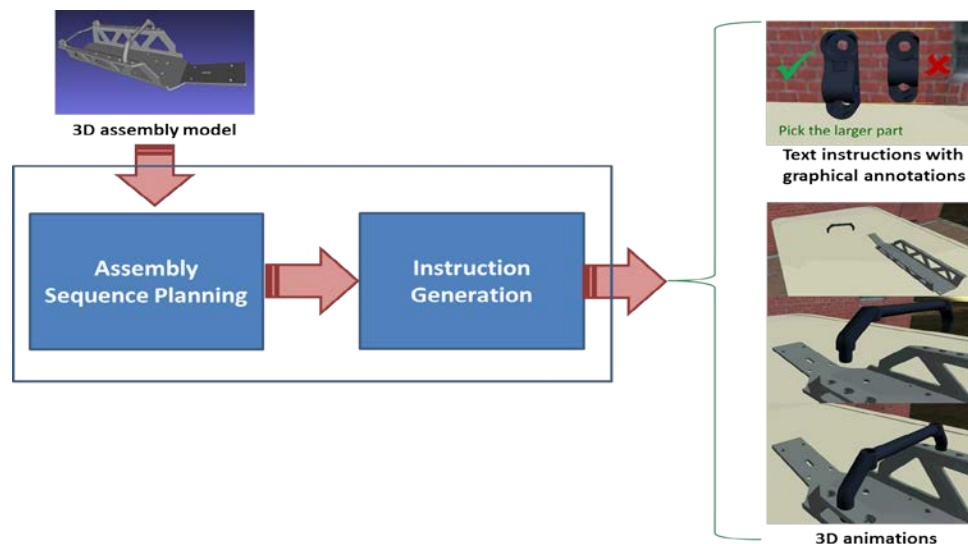 3D assembly model
Assembly
Sequence Planning
Instruction
Generation
Pick the larger part
Text instructions with
graphical annotations
3D animations